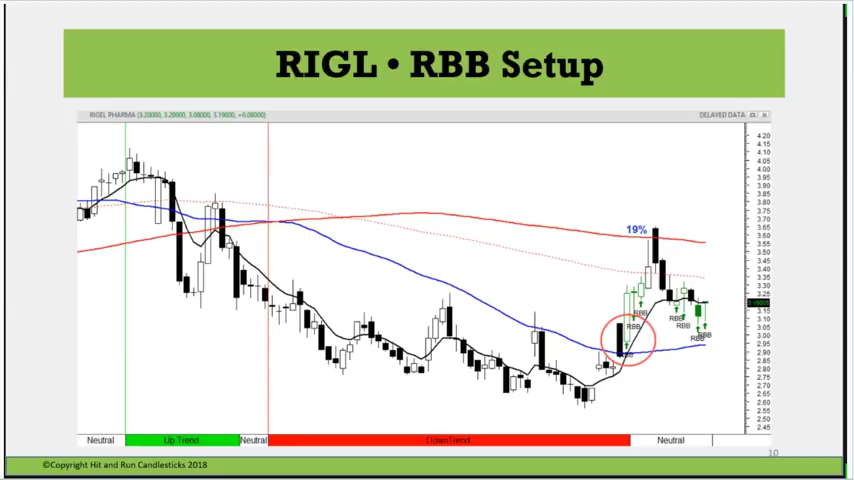 RIGL • RBB Setup
RIGEL PHARMA (3.20000, 3.20000, 3.08000, 3.19000, +0.08000)
DELAYED DATA
4.20
4.15
4.10
4.05
4.00
3.95
3.90
3.85
3.80
3.75
3.70
3.65
3.60
3.55
3.50
3.45
3.40
3.35
3.30
3.25
3.19000
3.15
3.10
3.05
3.00
2.95
2.90
2.85
2.80
2.75
2.70
2.65
2.60
2.55
2.50
2.45
19%
RBB
RBB
RBB
RBB
RBB
Neutral
Up Trend
Neutral
DownTrend
Neutral
10
©Copyright Hit and Run Candlesticks 2018